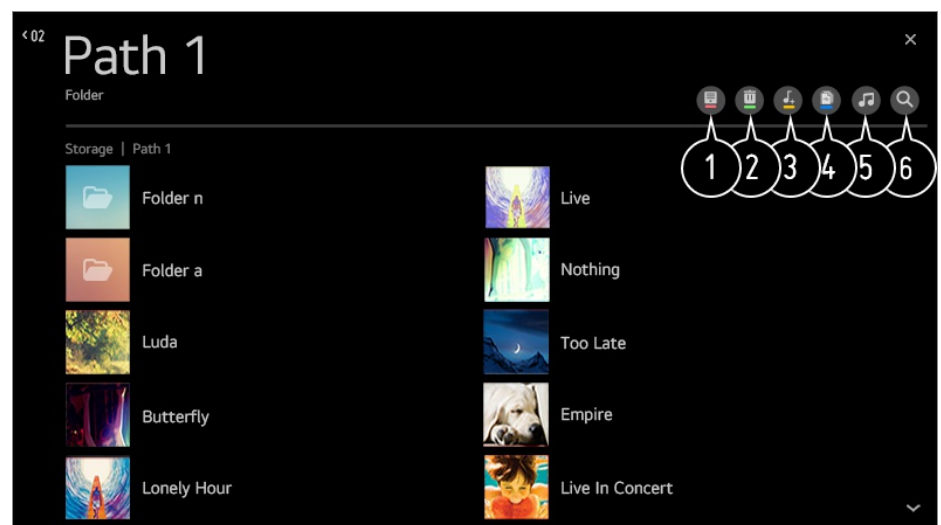 02
Path 1
Folder
1 2 3 4 5 6
Storage | Path 1
Folder n
Live
Folder a
Nothing
Luda
Too Late
Butterfly
Empire
Lonely Hour
Live In Concert